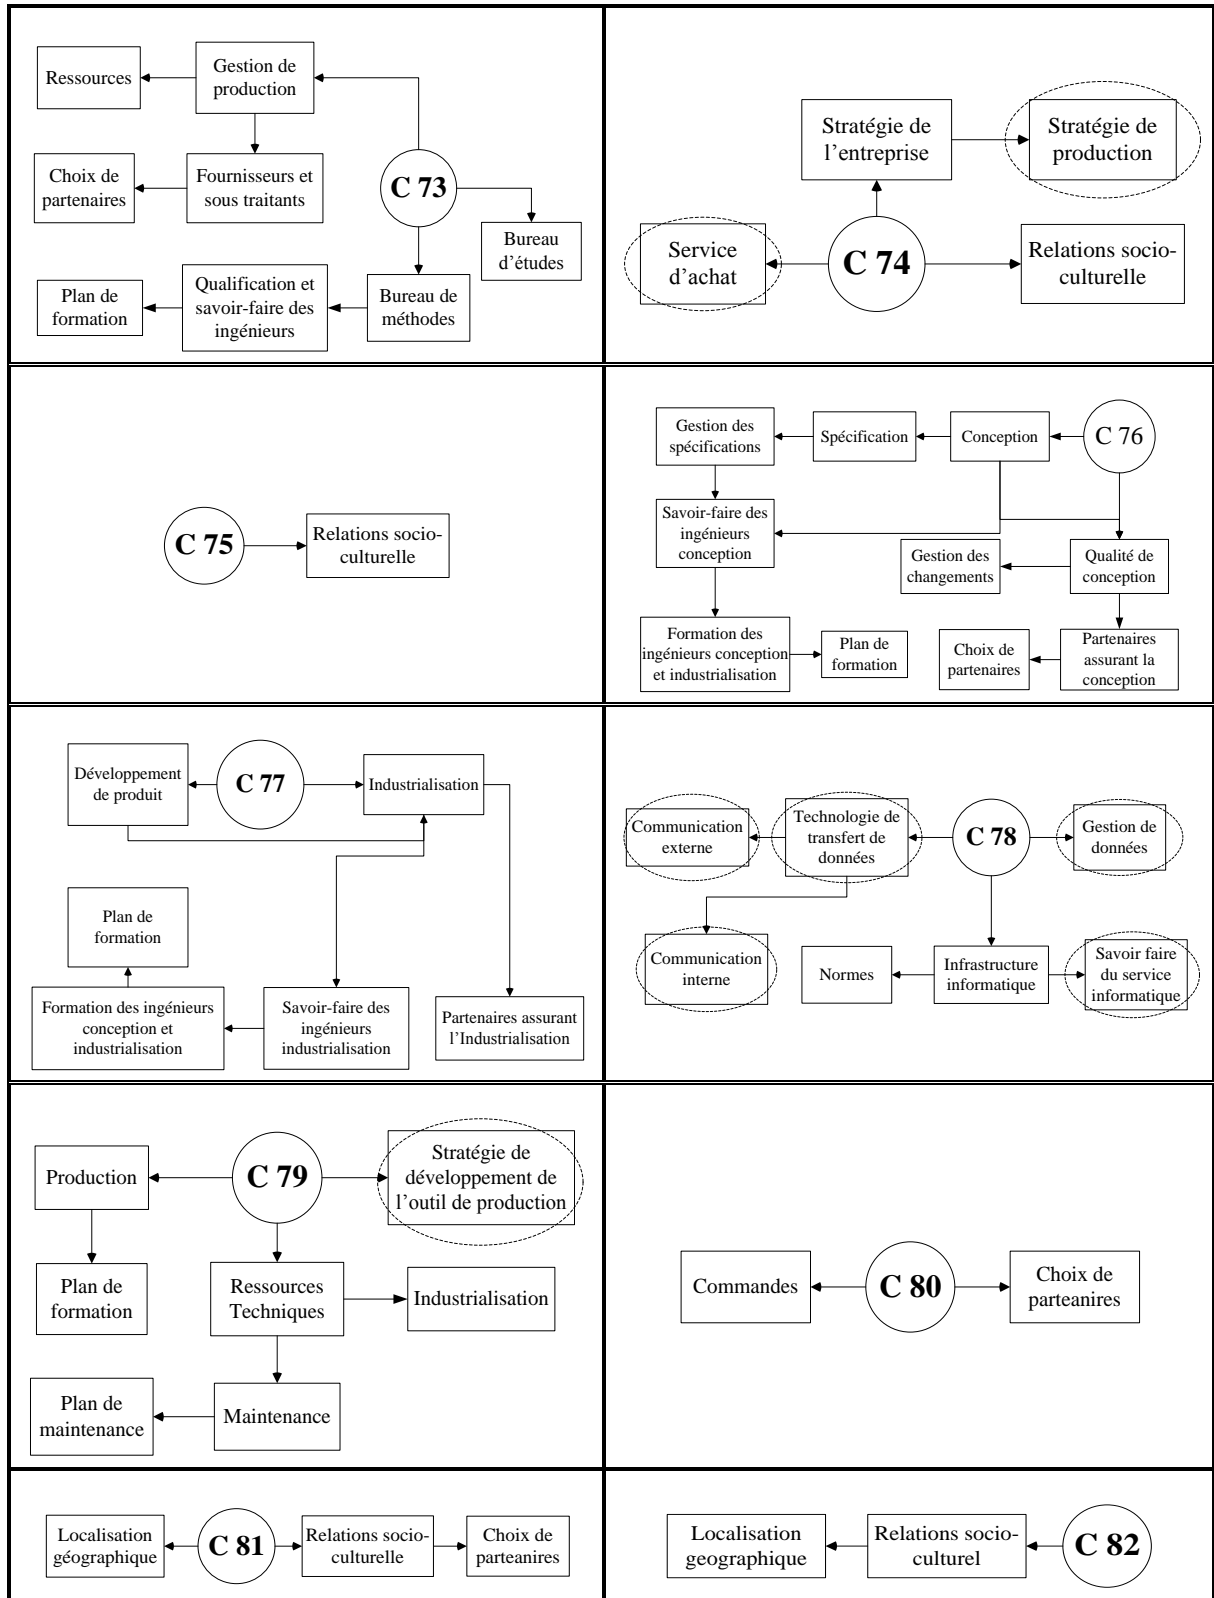 Ressources
Gestion de
production
Choix de
partenaires
Fournisseurs et
sous traitants
C 73
Bureau
d'études
Plan de
formation
Qualification et
savoir-faire des
ingénieurs
Bureau de
méthodes
Stratégie de
l'entreprise
Stratégie de
production
Service
d'achat
C 74
Relations socio-
culturelle
C 75
Relations socio-
culturelle
Gestion des
spécifications
Spécification
Conception
C 76
Savoir-faire des
ingénieurs
conception
Gestion des
changements
Qualité de
conception
Formation des
ingénieurs conception
et industrialisation
Plan de
formation
Choix de
partenaires
Partenaires
assurant la
conception
Développement
de produit
C 77
Industrialisation
Plan de
formation
Formation des ingénieurs
conception et
industrialisation
Savoir-faire des
ingénieurs
industrialisation
Partenaires assurant
l'Industrialisation
Communication
externe
Technologie de
transfert de
données
C 78
Gestion de
données
Communication
interne
Normes
Infrastructure
informatique
Savoir faire
du service
informatique
Production
C 79
Stratégie de
développement de
l'outil de production
Plan de
formation
Ressources
Techniques
Industrialisation
Plan de
maintenance
Maintenance
Commandes
C 80
Choix de
parteanires
Localisation
géographique
C 81
Relations socio-
culturelle
Choix de
parteanires
Localisation
geographique
Relations socio-
culturel
C 82